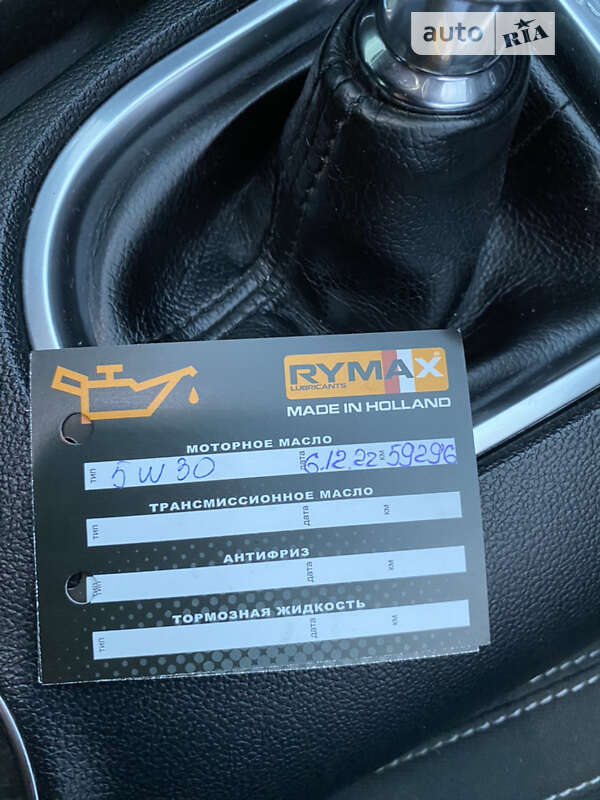 auto RIA
RYMAX
LUBRICANTS
MADE IN HOLLAND
МОТОРНОЕ МАСЛО
тип 5W30 дата 6.12.22 км 59296
ТРАНСМИССИОННОЕ МАСЛО
тип дата км
АНТИФРИЗ
тип дата км
ТОРМОЗНАЯ ЖИДКОСТЬ
тип дата км